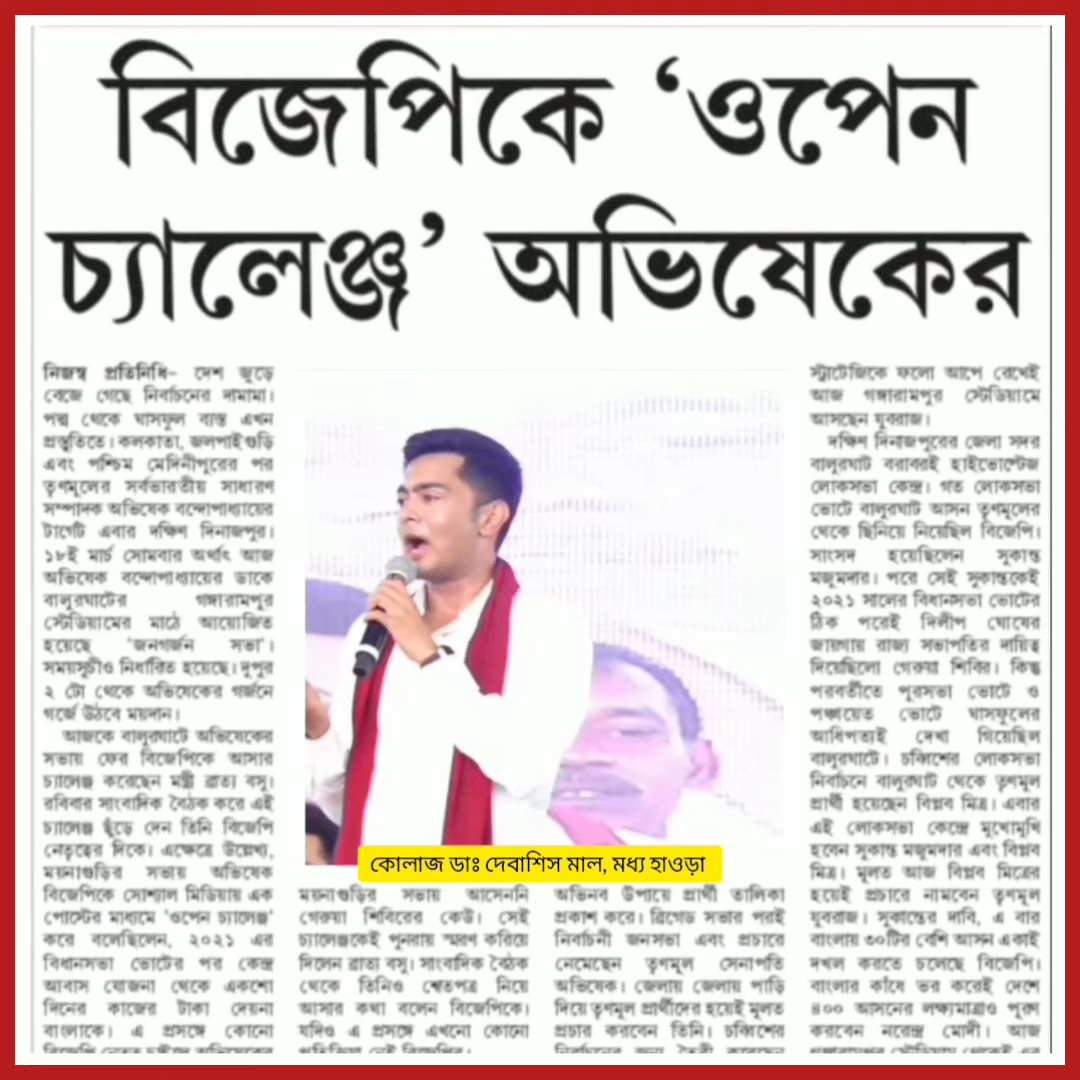 বিজেপিকে ‘ওপেন
চ্যালেঞ্জ’ অভিষেকের
নিজস্ব প্রতিনিধি– দেশ জুড়ে
বেজে গেছে নির্বাচনের দামামা।
পদ্ম থেকে ঘাসফুল ব্যস্ত এখন
প্রস্তুতিতে। কলকাতা, জলপাইগুড়ি
এবং পশ্চিম মেদিনীপুরের পর
তৃণমূলের সর্বভারতীয় সাধারণ
সম্পাদক অভিষেক বন্দোপাধ্যায়ের
টার্গেট এবার দক্ষিণ দিনাজপুর।
১৮ই মার্চ সোমবার অর্থাৎ আজ
অভিষেক বন্দোপাধ্যায়ের ডাকে
বালুরঘাটের গঙ্গারামপুর
স্টেডিয়ামের মাঠে আয়োজিত
হয়েছে ‘জনগর্জন সভা’।
সময়সূচীও নির্ধারিত হয়েছে। দুপুর
২ টো থেকে অভিষেকের গর্জনে
গর্জে উঠবে ময়দান।
আজকে বালুরঘাটে অভিষেকের
সভায় ফের বিজেপিকে আসার
চ্যালেঞ্জ করেছেন মন্ত্রী ব্রাত্য বসু।
রবিবার সাংবাদিক বৈঠক করে এই
চ্যালেঞ্জ ছুঁড়ে দেন তিনি বিজেপি
নেতৃত্বের দিকে। এক্ষেত্রে উল্লেখ্য,
ময়নাগুড়ির সভায় অভিষেক
বিজেপিকে সোশ্যাল মিডিয়ায় এক
পোস্টের মাধ্যমে ‘ওপেন চ্যালেঞ্জ’
করে বলেছিলেন, ২০২১ এর
বিধানসভা ভোটের পর কেন্দ্র
আবাস যোজনা থেকে একশো
দিনের কাজের টাকা দেয়না
বাংলাকে। এ প্রসঙ্গে কোনো
কোলাজ ডাঃ দেবাশিস মাল, মধ্য হাওড়া
ময়নাগুড়ির সভায় আসেননি
গেরুয়া শিবিরের কেউ। সেই
চ্যালেঞ্জকেই পুনরায় স্মরণ করিয়ে
দিলেন ব্রাত্য বসু। সাংবাদিক বৈঠক
থেকে তিনিও শ্বেতপত্র নিয়ে
আসার কথা বলেন বিজেপিকে।
যদিও এ প্রসঙ্গে এখনো কোনো
প্রতিক্রিয়া নেই বিজেপির।
অভিনব উপায়ে প্রার্থী তালিকা
প্রকাশ করে। ব্রিগেড সভার পরই
নির্বাচনী জনসভা এবং প্রচারে
নেমেছেন তৃণমূল সেনাপতি
অভিষেক। জেলায় জেলায় পাড়ি
দিয়ে তৃণমূল প্রার্থীদের হয়েই মূলত
প্রচার করবেন তিনি। চব্বিশের
নির্বাচনের জন্য তৈরী করেছেন
স্ট্র্যাটেজিকে ফলো আপে রেখেই
আজ গঙ্গারামপুর স্টেডিয়ামে
আসছেন যুবরাজ।
দক্ষিণ দিনাজপুরের জেলা সদর
বালুরঘাট বরাবরই হাইভোল্টেজ
লোকসভা কেন্দ্র। গত লোকসভা
ভোটে বালুরঘাট আসন তৃণমূলের
থেকে ছিনিয়ে নিয়েছিল বিজেপি।
সাংসদ হয়েছিলেন সুকান্ত
মজুমদার। পরে সেই সুকান্তকেই
২০২১ সালের বিধানসভা ভোটের
ঠিক পরেই দিলীপ ঘোষের
জায়গায় রাজ্য সভাপতির দায়িত্ব
দিয়েছিলো গেরুয়া শিবির। কিন্তু
পরবর্তীতে পুরসভা ভোটে ও
পঞ্চায়েত ভোটে ঘাসফুলের
আধিপত্যই দেখা গিয়েছিল
বালুরঘাটে। চব্বিশের লোকসভা
নির্বাচনে বালুরঘাট থেকে তৃণমূল
প্রার্থী হয়েছেন বিপ্লব মিত্র। এবার
এই লোকসভা কেন্দ্রে মুখোমুখি
হবেন সুকান্ত মজুমদার এবং বিপ্লব
মিত্র। মূলত আজ বিপ্লব মিত্রের
হয়েই প্রচারে নামবেন তৃণমূল
যুবরাজ। সুকান্তের দাবি, এ বার
বাংলায় ৩০টির বেশি আসন একাই
দখল করতে চলেছে বিজেপি।
বাংলার কাঁধে ভর করেই দেশে
৪০০ আসনের লক্ষ্যমাত্রাও পূরণ
করবেন নরেন্দ্র মোদী। আজ